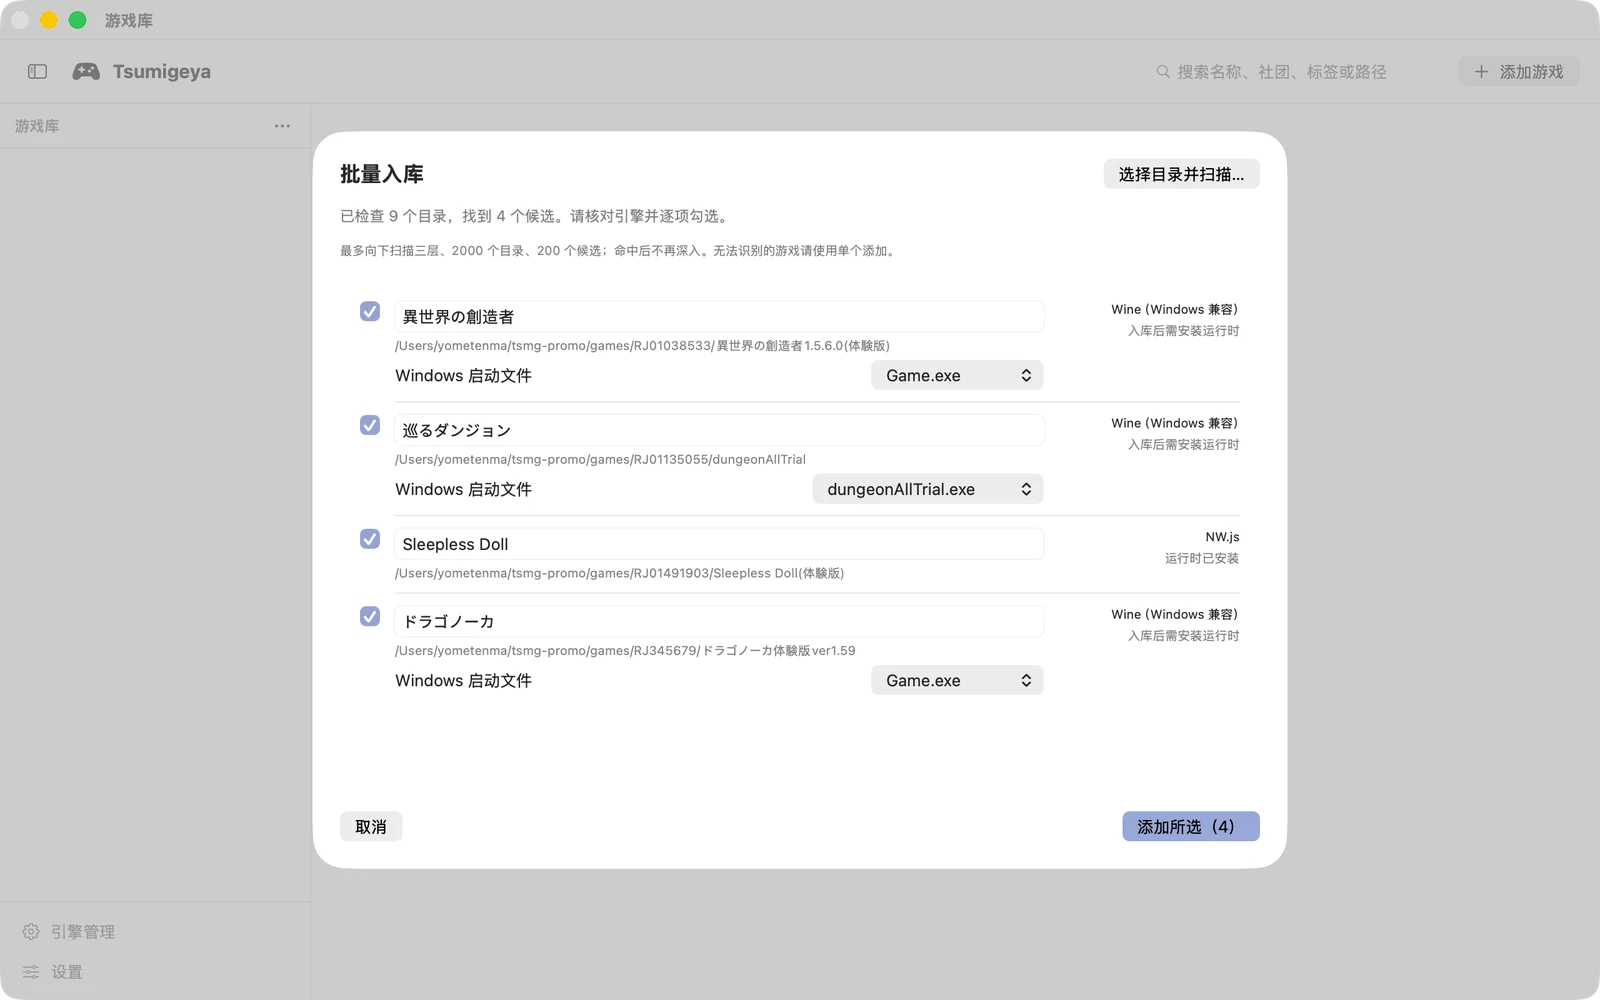 游戏库
Tsumigeya
搜索名称、社团、标签或路径
添加游戏
游戏库
批量入库
选择目录并扫描...
已检查 9 个目录，找到 4 个候选。请核对引擎并逐项勾选。
最多向下扫描三层、2000 个目录、200 个候选；命中后不再深入。无法识别的游戏请使用单个添加。
異世界の創造者
Wine (Windows 兼容)
入库后需安装运行时
/Users/yometenma/tsmg-promo/games/RJ01038533/異世界の創造者1.5.6.0(体験版)
Windows 启动文件
Game.exe
巡るダンジョン
Wine (Windows 兼容)
入库后需安装运行时
/Users/yometenma/tsmg-promo/games/RJ01135055/dungeonAllTrial
Windows 启动文件
dungeonAllTrial.exe
Sleepless Doll
NW.js
运行时已安装
/Users/yometenma/tsmg-promo/games/RJ01491903/Sleepless Doll(体験版)
ドラゴノーカ
Wine (Windows 兼容)
入库后需安装运行时
/Users/yometenma/tsmg-promo/games/RJ345679/ドラゴノーカ体験版ver1.59
Windows 启动文件
Game.exe
取消
添加所选（4）
引擎管理
设置